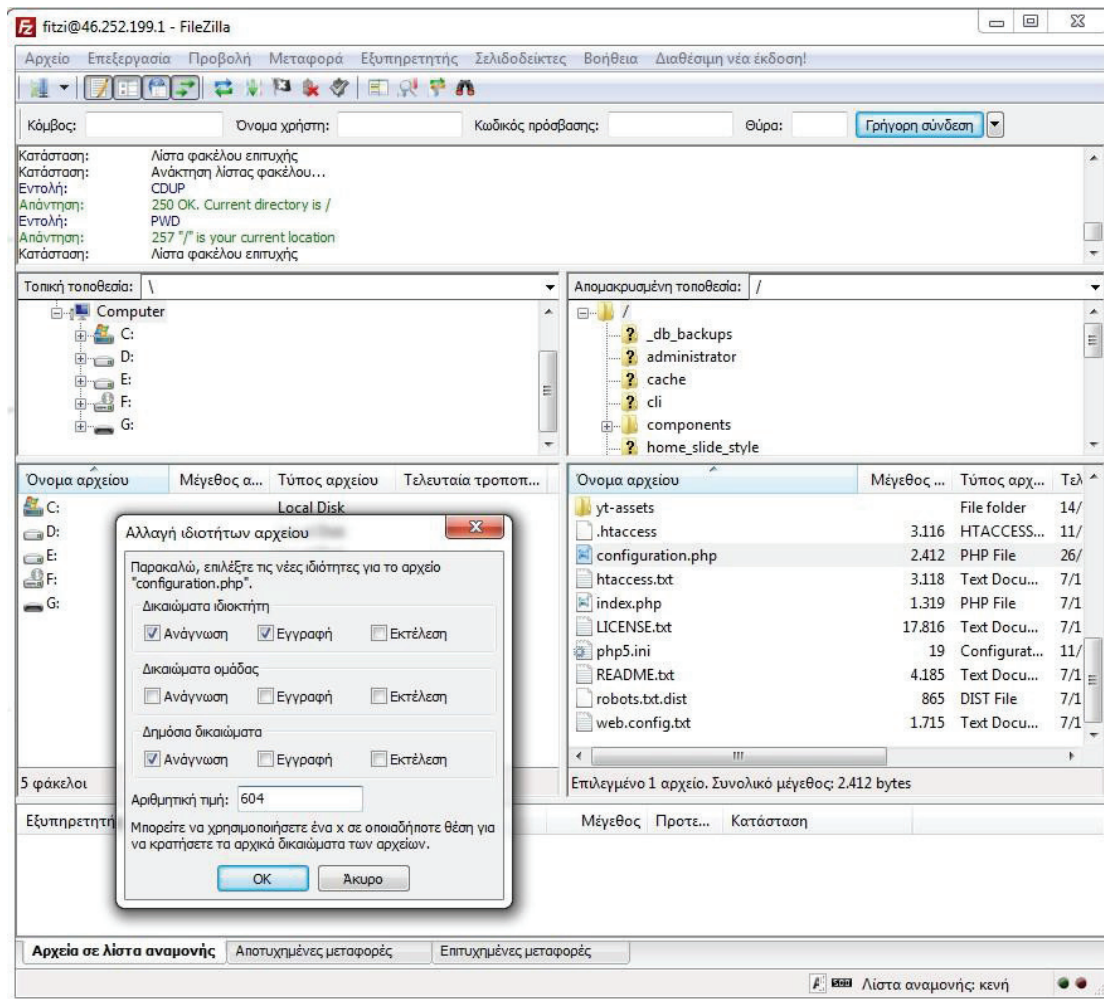 fitzi@46.252.199.1 - FileZilla
Αρχείο Επεξεργασία Προβολή Μεταφορά Εξυπηρετητής Σελιδοδείκτες Βοήθεια Διαθέσιμη νέα έκδοση!
Κόμβος: Όνομα χρήστη: Κωδικός πρόσβασης: Θύρα: Γρήγορη σύνδεση
Κατάσταση: Λίστα φακέλου επιτυχής
Κατάσταση: Ανάκτηση λίστας φακέλου...
Εντολή: CDUP
Απάντηση: 250 OK. Current directory is /
Εντολή: PWD
Απάντηση: 257 "/" is your current location
Κατάσταση: Λίστα φακέλου επιτυχής
Τοπική τοποθεσία: \
Computer
C:
D:
E:
F:
G:
Απομακρυσμένη τοποθεσία: /
/
_db_backups
administrator
cache
cli
components
home_slide_style
Όνομα αρχείου Μέγεθος α... Τύπος αρχείου Τελευταία τροποπ...
C: Local Disk
D:
E:
F:
G:
5 φάκελοι
Όνομα αρχείου Μέγεθος ... Τύπος αρχ... Τελ
yt-assets File folder 14/
.htaccess 3.116 HTACCESS... 11/
configuration.php 2.412 PHP File 26/
htaccess.txt 3.118 Text Docu... 7/1
index.php 1.319 PHP File 7/1
LICENSE.txt 17.816 Text Docu... 7/1
php5.ini 19 Configurat... 11/
README.txt 4.185 Text Docu... 7/1
robots.txt.dist 865 DIST File 7/1
web.config.txt 1.715 Text Docu... 7/1
Επιλεγμένο 1 αρχείο. Συνολικό μέγεθος: 2.412 bytes
Αλλαγή ιδιοτήτων αρχείου
Παρακαλώ, επιλέξτε τις νέες ιδιότητες για το αρχείο
"configuration.php".
Δικαιώματα ιδιοκτήτη
Ανάγνωση Εγγραφή Εκτέλεση
Δικαιώματα ομάδας
Ανάγνωση Εγγραφή Εκτέλεση
Δημόσια δικαιώματα
Ανάγνωση Εγγραφή Εκτέλεση
Αριθμητική τιμή: 604
Μπορείτε να χρησιμοποιήσετε ένα x σε οποιαδήποτε θέση για
να κρατήσετε τα αρχικά δικαιώματα των αρχείων.
OK Άκυρο
Εξυπηρετητή Μέγεθος Προτε... Κατάσταση
Αρχεία σε λίστα αναμονής Αποτυχημένες μεταφορές Επιτυχημένες μεταφορές
Λίστα αναμονής: κενή